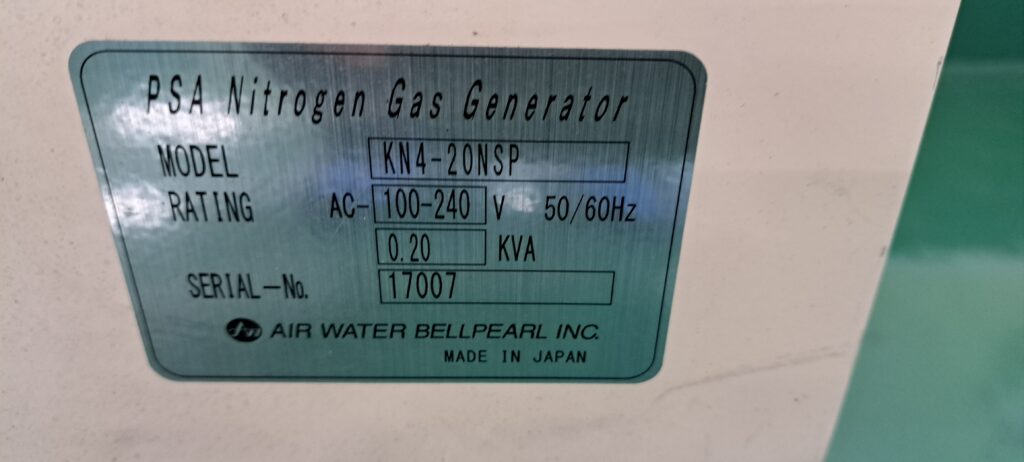 PSA Nitrogen Gas Generator
MODEL KN4-20NSP
RATING AC-100-240 V 50/60Hz
0.20 KVA
SERIAL-No. 17007
AIR WATER BELLPEARL INC.
MADE IN JAPAN